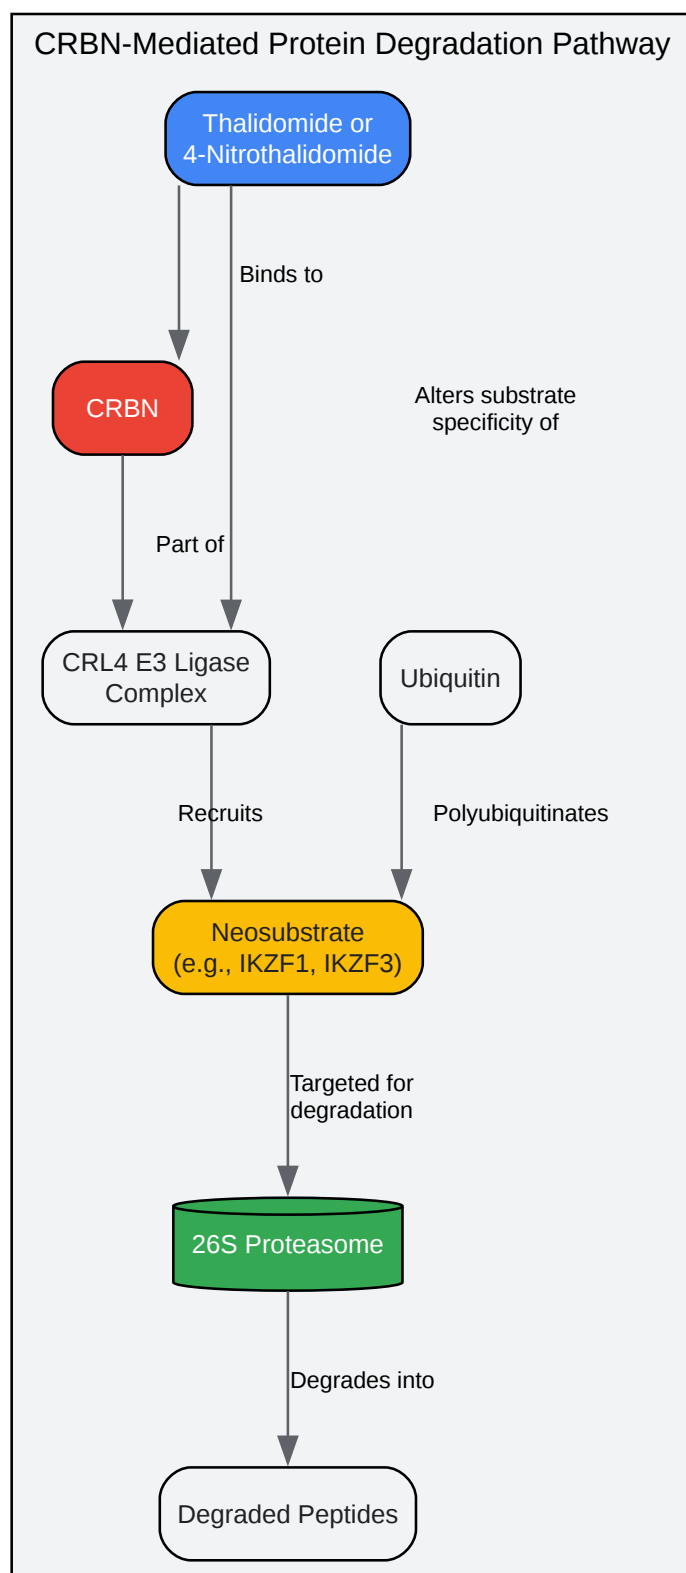 CRBN-Mediated Protein Degradation Pathway
Thalidomide or
4-Nitrothalidomide
Binds to
CRBN
Alters substrate
specificity of
Part of
CRL4 E3 Ligase
Complex
Ubiquitin
Recruits
Polyubiquitinates
Neosubstrate
(e.g., IKZF1, IKZF3)
Targeted for
degradation
26S Proteasome
Degrades into
Degraded Peptides